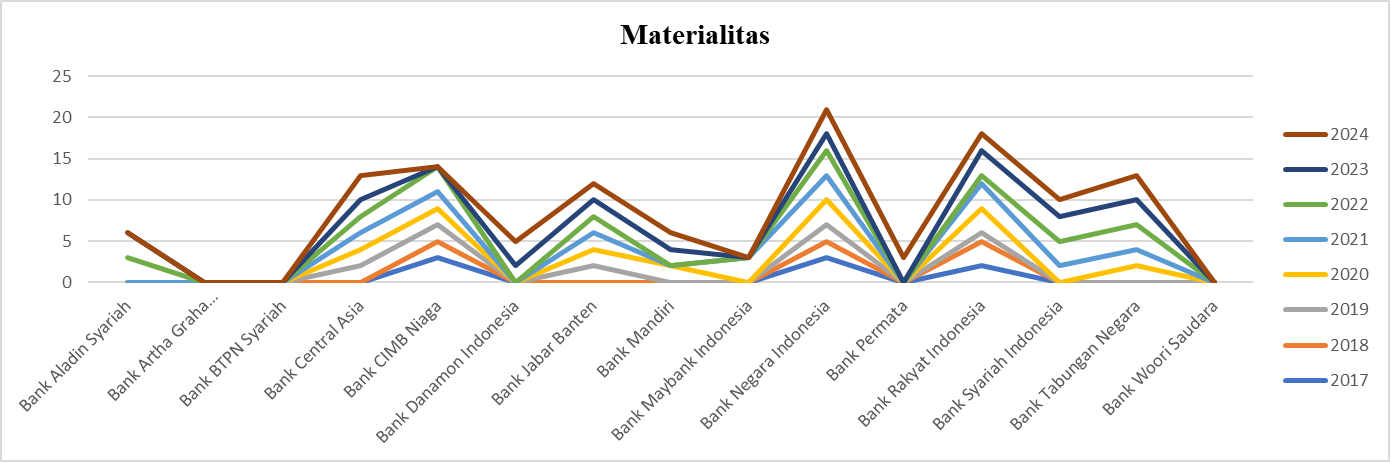 Materialitas
25
20
15
10
5
0
Bank Aladin Syariah
Bank Artha Graha…
Bank BTPN Syariah
Bank Central Asia
Bank CIMB Niaga
Bank Danamon Indonesia
Bank Jabar Banten
Bank Mandiri
Bank Maybank Indonesia
Bank Negara Indonesia
Bank Permata
Bank Rakyat Indonesia
Bank Syariah Indonesia
Bank Tabungan Negara
Bank Woori Saudara
2024
2023
2022
2021
2020
2019
2018
2017